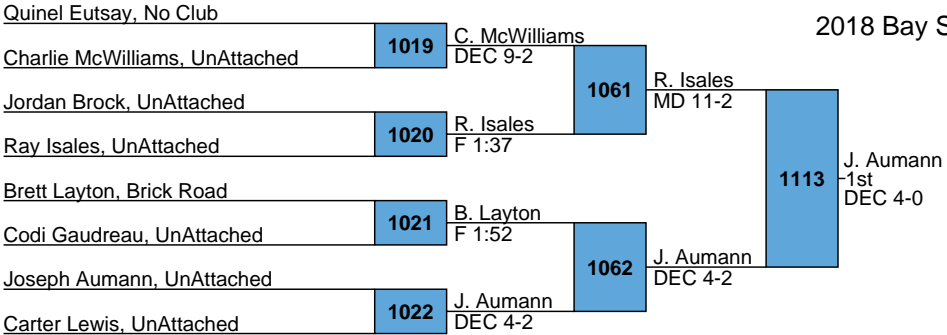 Quinel Eutsay, No Club
2018 Bay S
1019
C. McWilliams
DEC 9-2
Charlie McWilliams, UnAttached
1061
R. Isales
MD 11-2
Jordan Brock, UnAttached
1020
R. Isales
F 1:37
Ray Isales, UnAttached
1113
J. Aumann
1st
DEC 4-0
Brett Layton, Brick Road
1021
B. Layton
F 1:52
Codi Gaudreau, UnAttached
1062
J. Aumann
DEC 4-2
Joseph Aumann, UnAttached
1022
J. Aumann
DEC 4-2
Carter Lewis, UnAttached